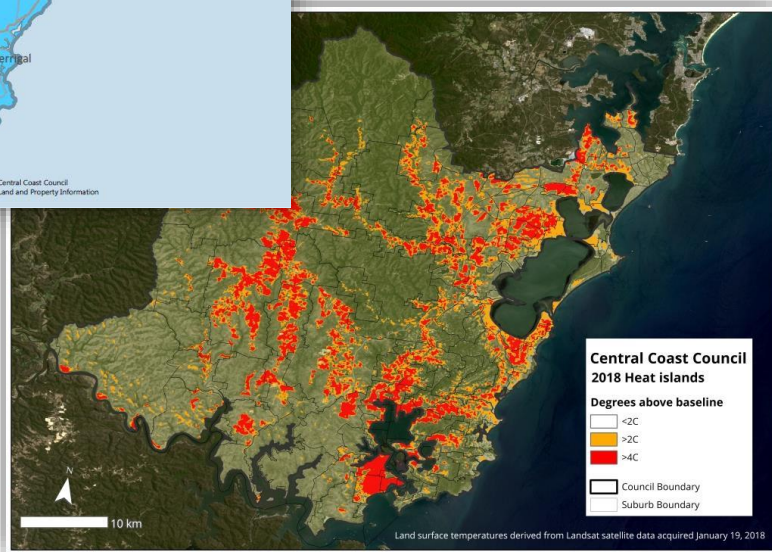 errigal
Central Coast Council
Land and Property Information
Central Coast Council
2018 Heat islands
Degrees above baseline
<2C
>2C
>4C
Council Boundary
Suburb Boundary
N
10 km
Land surface temperatures derived from Landsat satellite data acquired January 19, 2018